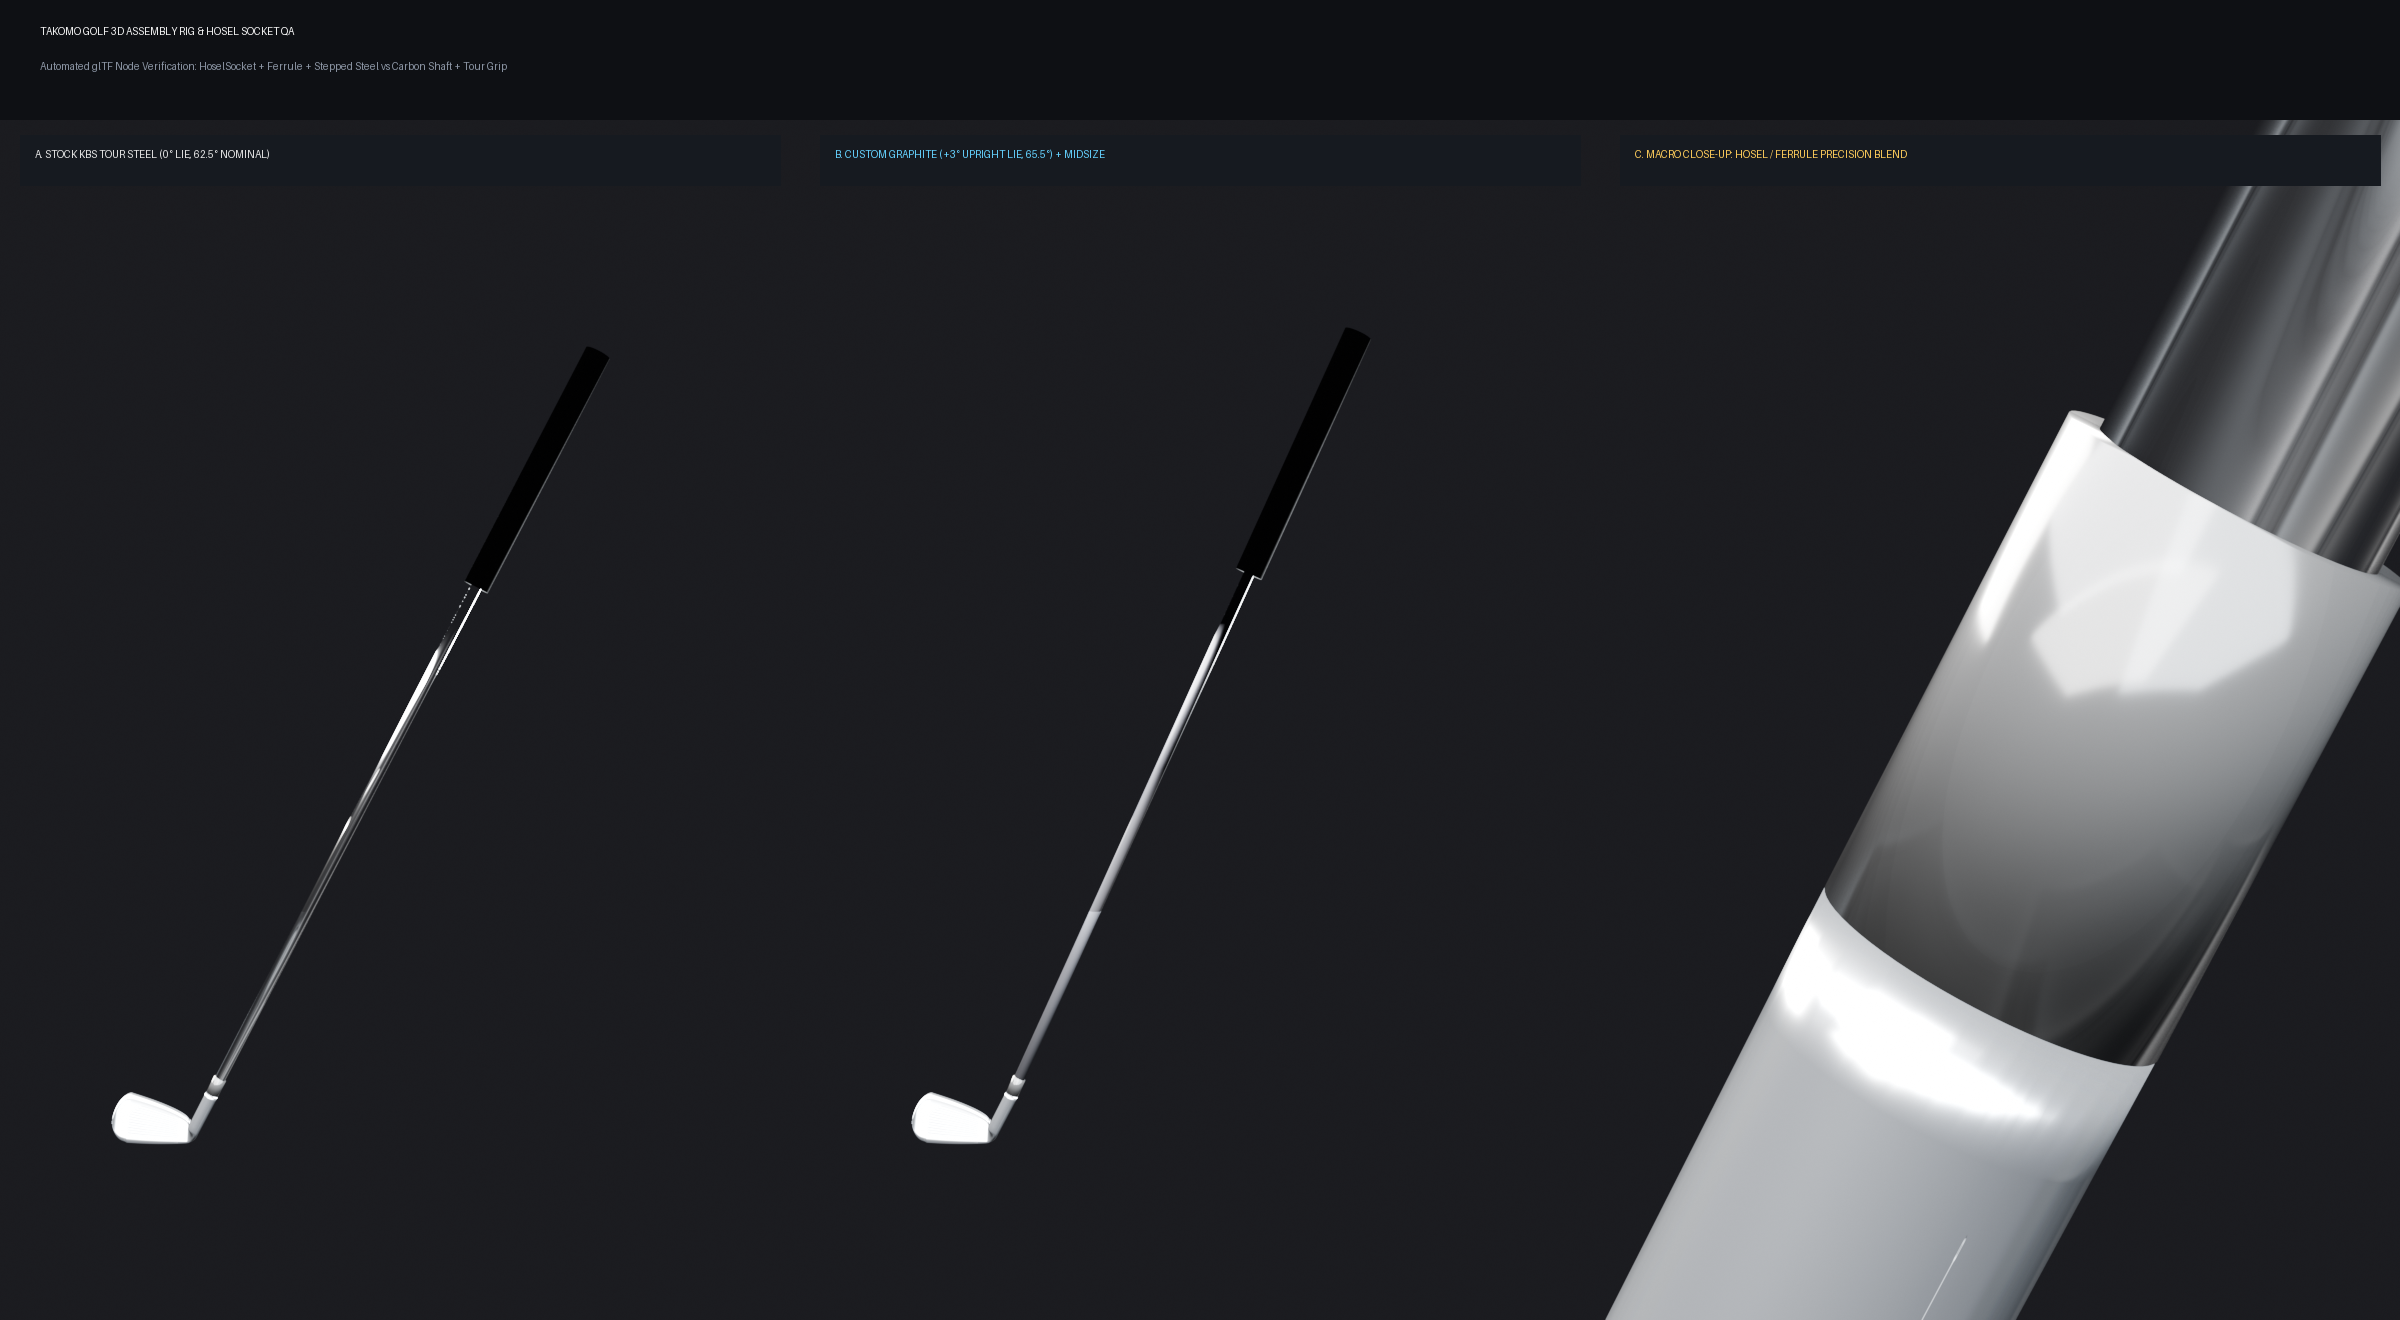 TAKOMO GOLF 3D ASSEMBLY RIG & HOSEL SOCKET QA
Automated glTF Node Verification: HoselSocket + Ferrule + Stepped Steel vs Carbon Shaft + Tour Grip
A. STOCK KBS TOUR STEEL (0° LIE, 62.5° NOMINAL)
B. CUSTOM GRAPHITE (+3° UPRIGHT LIE, 65.5°) + MIDSIZE
C. MACRO CLOSE-UP: HOSEL / FERRULE PRECISION BLEND